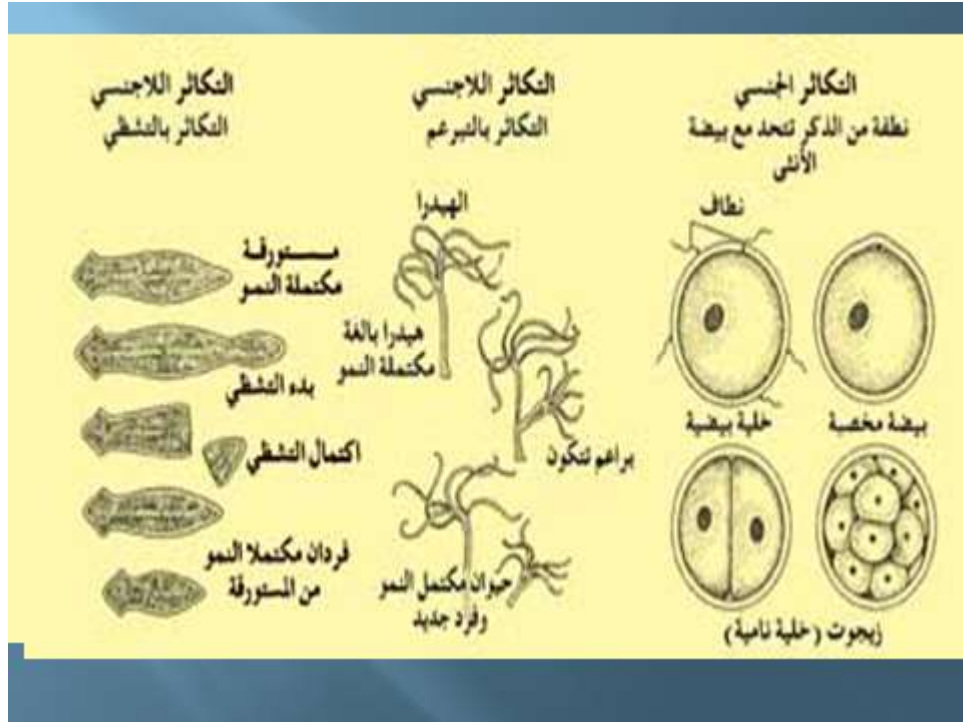 التكاثر الجنسي
نطفة من الذكر تتحد مع بيضة
الأنثى
نطاف
خلية بيضية
بيضة مخصبة
زيجوت (خلية نامية)
التكاثر اللاجنسي
التكاثر بالتبرعم
الهيدرا
هيدرا بالغة
مكتملة النمو
براعم تتكون
حيوان مكتمل النمو
وفرد جديد
التكاثر اللاجنسي
التكاثر بالتشظي
مستورقة
مكتملة النمو
بدء التشظي
اكتمال التشظي
فردان مكتملا النمو
من المستورقة